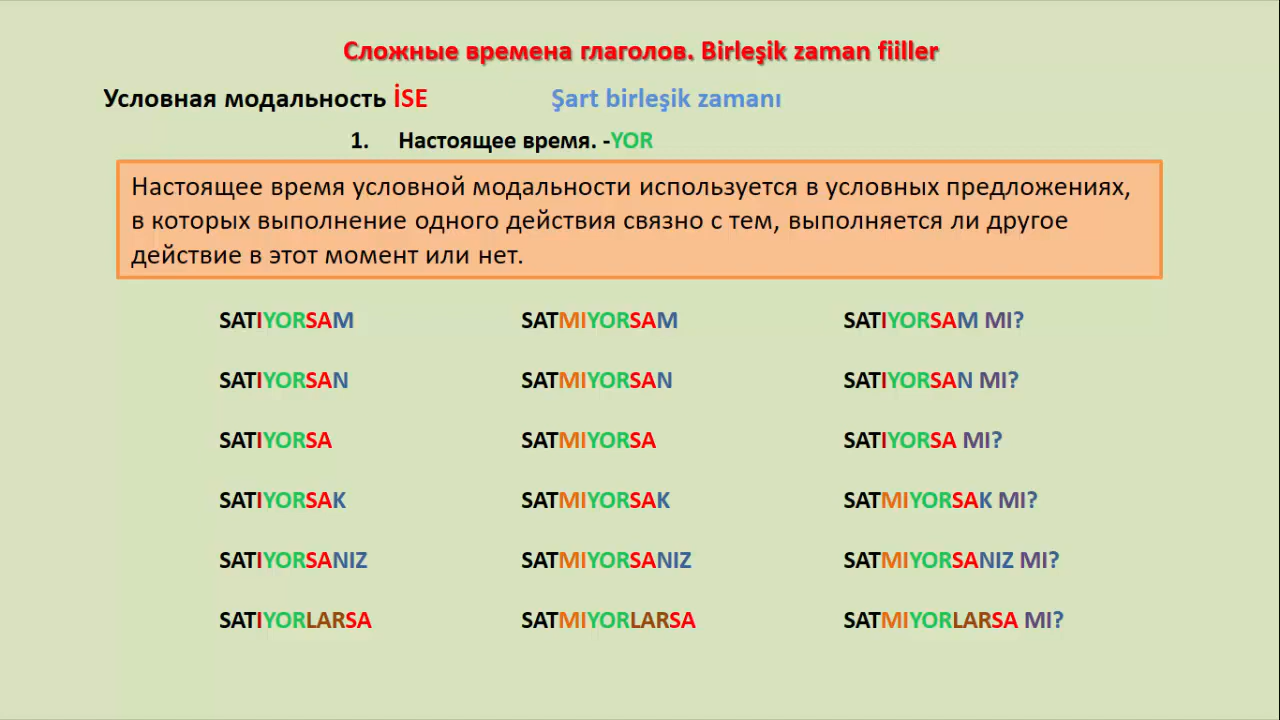 Сложные времена глаголов. Birleşik zaman fiiller
Условная модальность İSE Şart birleşik zamanı
1. Настоящее время. -YOR
Настоящее время условной модальности используется в условных предложениях,
в которых выполнение одного действия связно с тем, выполняется ли другое
действие в этот момент или нет.
SATIYORSAM SATMIYORSAM SATIYORSAM MI?
SATIYORSAN SATMIYORSAN SATIYORSAN MI?
SATIYORSA SATMIYORSA SATIYORSA MI?
SATIYORSAK SATMIYORSAK SATMIYORSAK MI?
SATIYORSANIZ SATMIYORSANIZ SATMIYORSANIZ MI?
SATIYORLARSA SATMIYORLARSA SATMIYORLARSA MI?